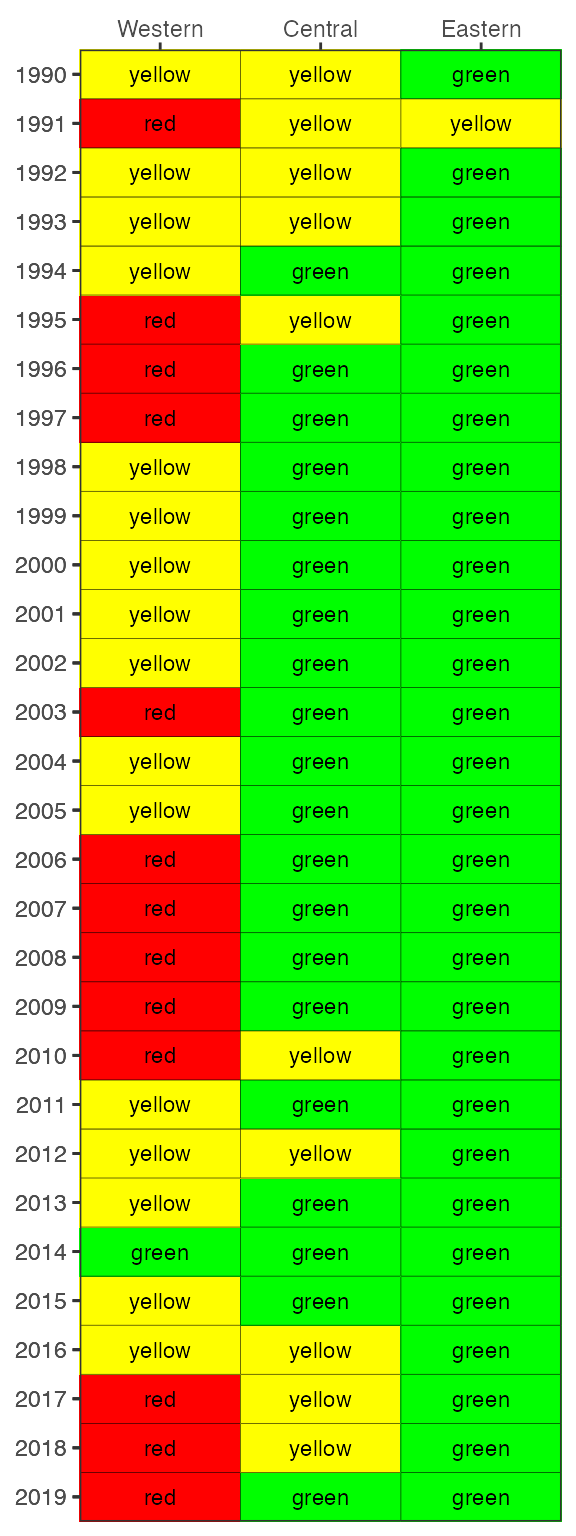 Western Central Eastern
1990 yellow yellow green
1991 red yellow yellow
1992 yellow yellow green
1993 yellow yellow green
1994 yellow green green
1995 red yellow green
1996 red green green
1997 red green green
1998 yellow green green
1999 yellow green green
2000 yellow green green
2001 yellow green green
2002 yellow green green
2003 red green green
2004 yellow green green
2005 yellow green green
2006 red green green
2007 red green green
2008 red green green
2009 red green green
2010 red yellow green
2011 yellow green green
2012 yellow yellow green
2013 yellow green green
2014 green green green
2015 yellow green green
2016 yellow yellow green
2017 red yellow green
2018 red yellow green
2019 red green green